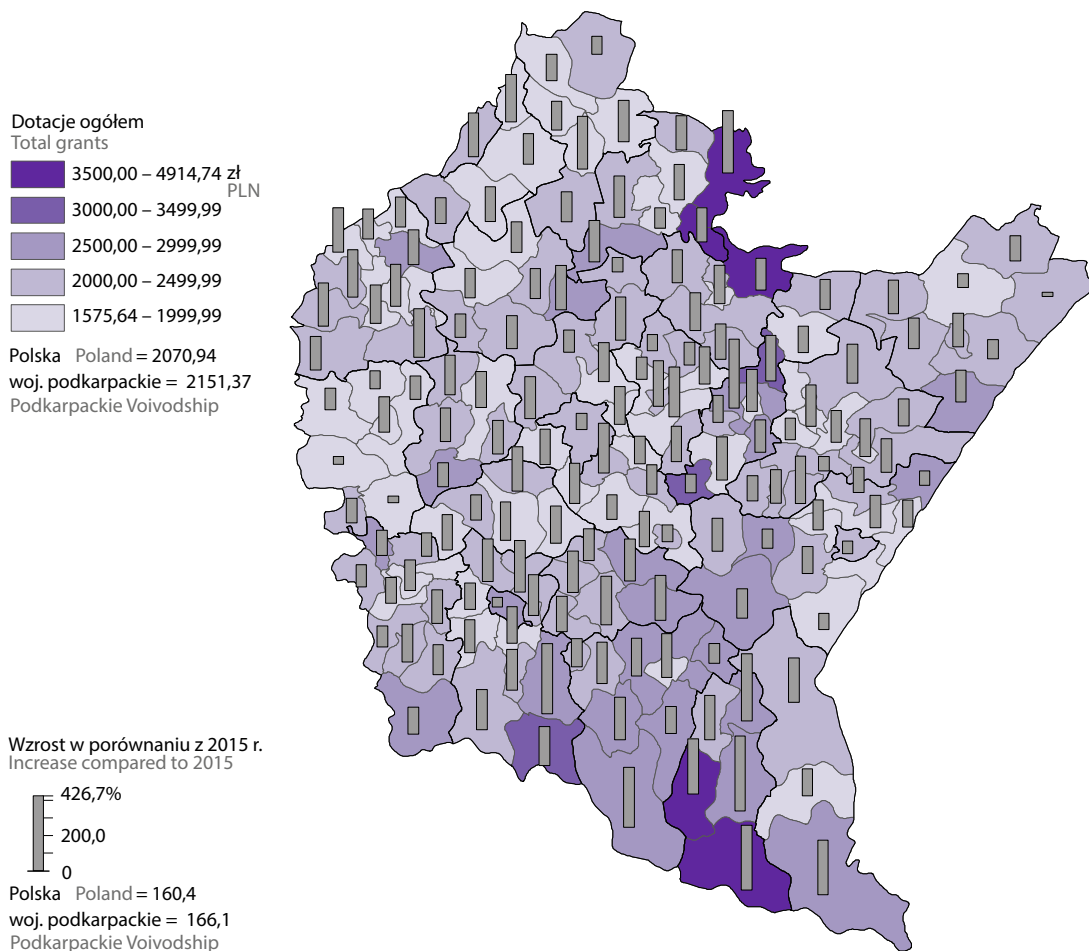 Dotacje ogółem
Total grants
3500,00 – 4914,74 zł
PLN
3000,00 – 3499,99
2500,00 – 2999,99
2000,00 – 2499,99
1575,64 – 1999,99
Polska Poland = 2070,94
woj. podkarpackie = 2151,37
Podkarpackie Voivodship
Wzrost w porównaniu z 2015 r.
Increase compared to 2015
426,7%
200,0
0
Polska Poland = 160,4
woj. podkarpackie = 166,1
Podkarpackie Voivodship